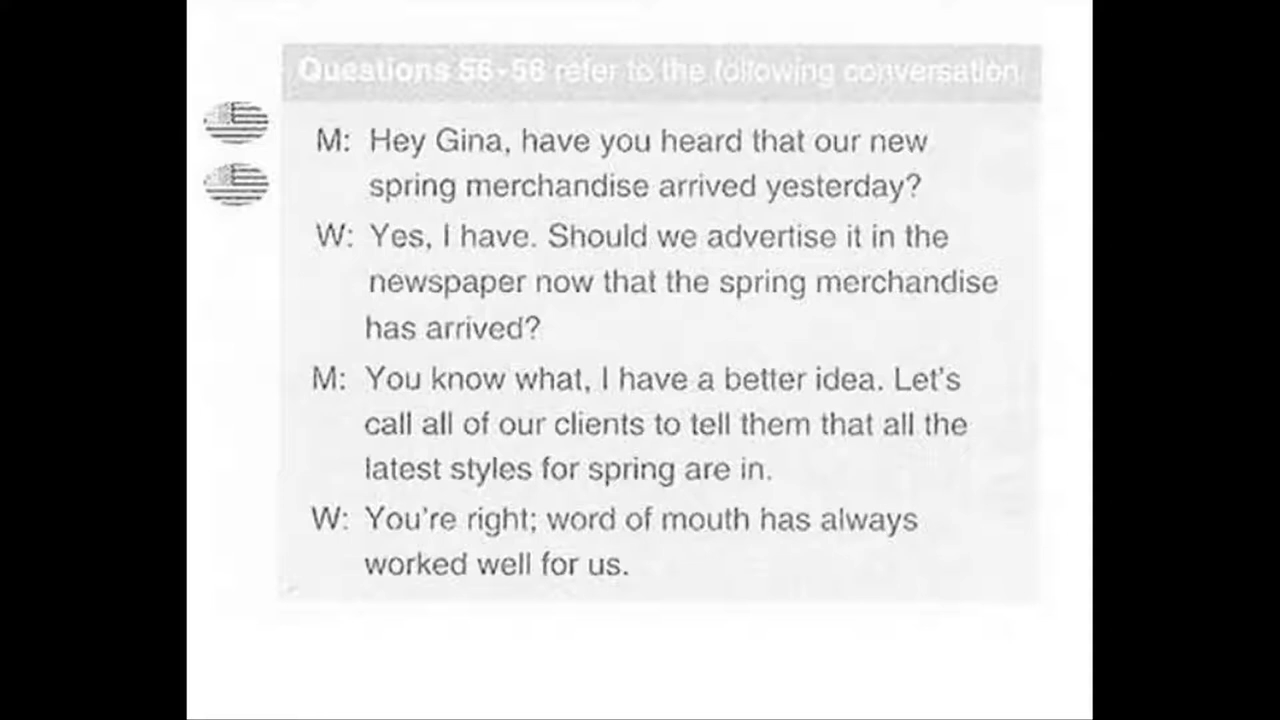 Questions 56-58 refer to the following conversation.
M: Hey Gina, have you heard that our new
spring merchandise arrived yesterday?
W: Yes, I have. Should we advertise it in the
newspaper now that the spring merchandise
has arrived?
M: You know what, I have a better idea. Let's
call all of our clients to tell them that all the
latest styles for spring are in.
W: You're right; word of mouth has always
worked well for us.